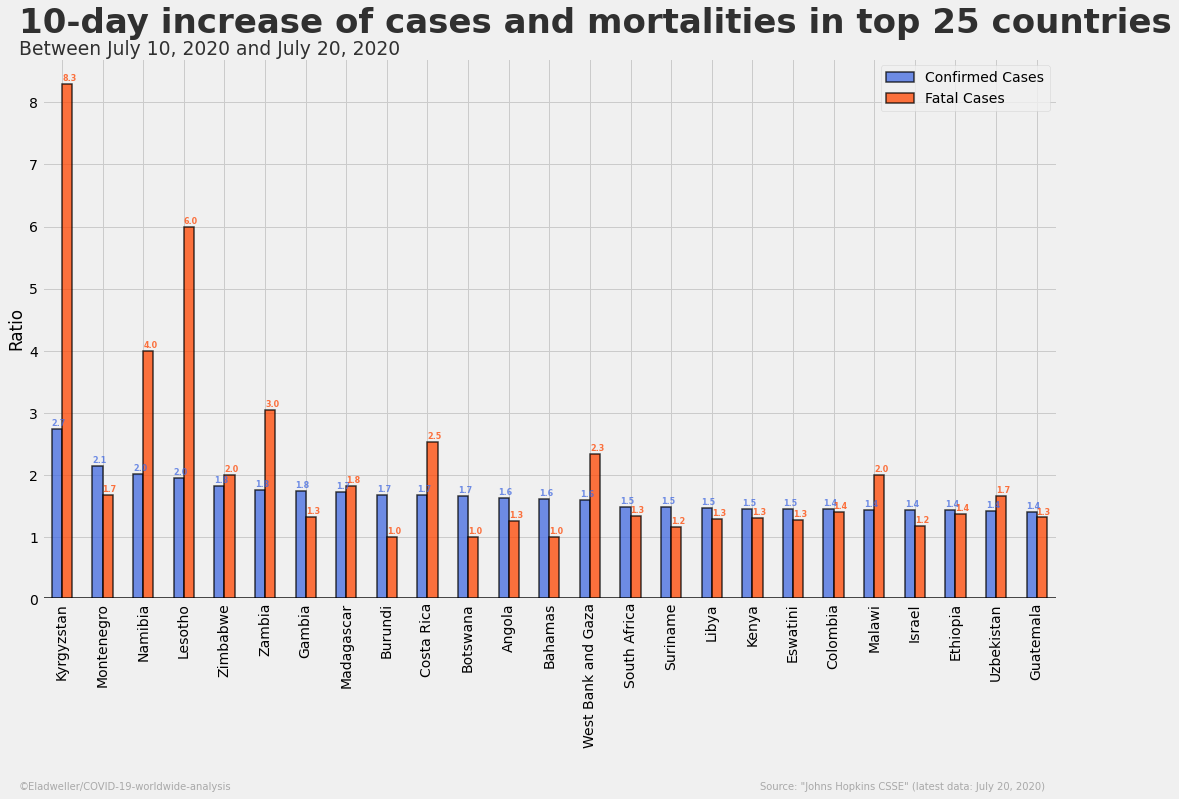 10-day increase of cases and mortalities in top 25 countries
Between July 10, 2020 and July 20, 2020
Confirmed Cases
Fatal Cases
Ratio
8
7
6
5
4
3
2
1
0
8.3
2.1
1.7
4.0
6.0
2.0
3.0
1.8
1.3
1.8
1.7
1.0
2.5
1.7
1.0
1.6
1.3
1.6
1.0
2.3
1.5
1.3
1.5
1.2
1.5
1.3
1.5
1.3
1.5
1.3
1.4
1.4
2.0
1.4
1.2
1.4
1.4
1.7
1.4
1.3
Kyrgyzstan
Montenegro
Namibia
Lesotho
Zimbabwe
Zambia
Gambia
Madagascar
Burundi
Costa Rica
Botswana
Angola
Bahamas
West Bank and Gaza
South Africa
Suriname
Libya
Kenya
Eswatini
Colombia
Malawi
Israel
Ethiopia
Uzbekistan
Guatemala
©Eladweller/COVID-19-worldwide-analysis
Source: "Johns Hopkins CSSE" (latest data: July 20, 2020)